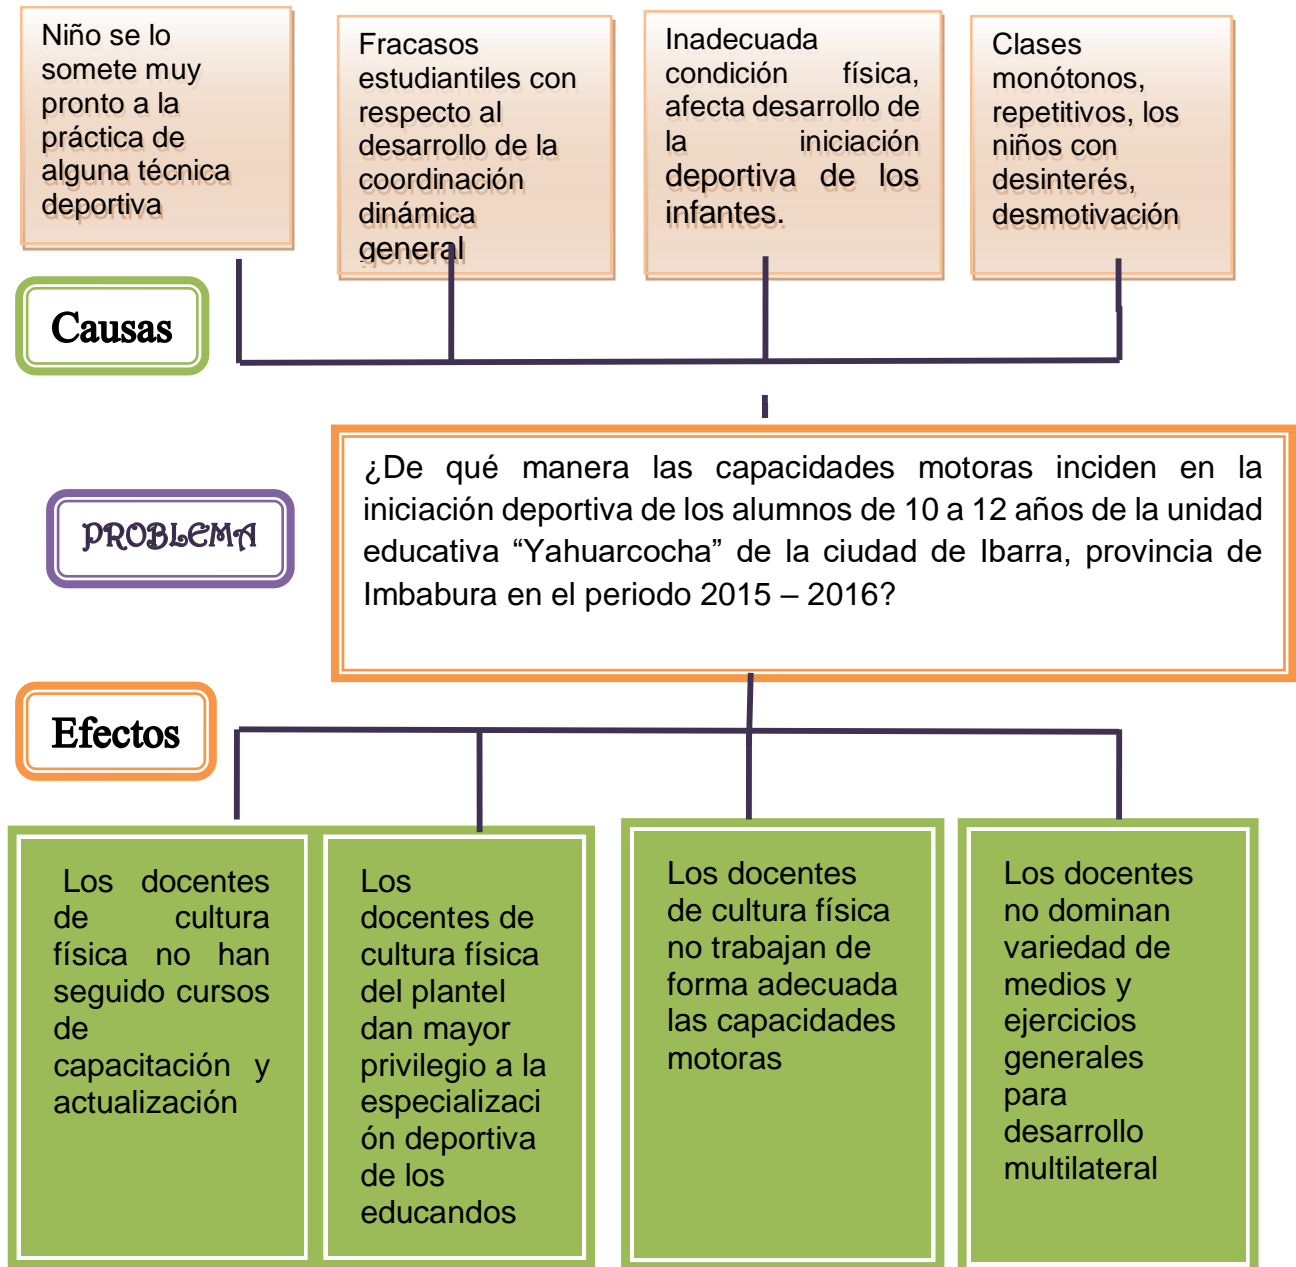 Niño se lo
somete muy
pronto a la
práctica de
alguna técnica
deportiva
Fracasos
estudiantiles con
respecto al
desarrollo de la
coordinación
dinámica
general
Inadecuada
condición física,
afecta desarrollo de
la iniciación
deportiva de los
infantes.
Clases
monótonos,
repetitivos, los
niños con
desinterés,
desmotivación
Causas
¿De qué manera las capacidades motoras inciden en la
iniciación deportiva de los alumnos de 10 a 12 años de la unidad
educativa “Yahuarcocha” de la ciudad de Ibarra, provincia de
Imbabura en el periodo 2015 – 2016?
PROBLEMA
Efectos
Los docentes
de cultura
física no han
seguido cursos
de
capacitación y
actualización
Los
docentes de
cultura física
del plantel
dan mayor
privilegio a la
especializaci
ón deportiva
de los
educandos
Los docentes
de cultura física
no trabajan de
forma adecuada
las capacidades
motoras
Los docentes
no dominan
variedad de
medios y
ejercicios
generales
para
desarrollo
multilateral